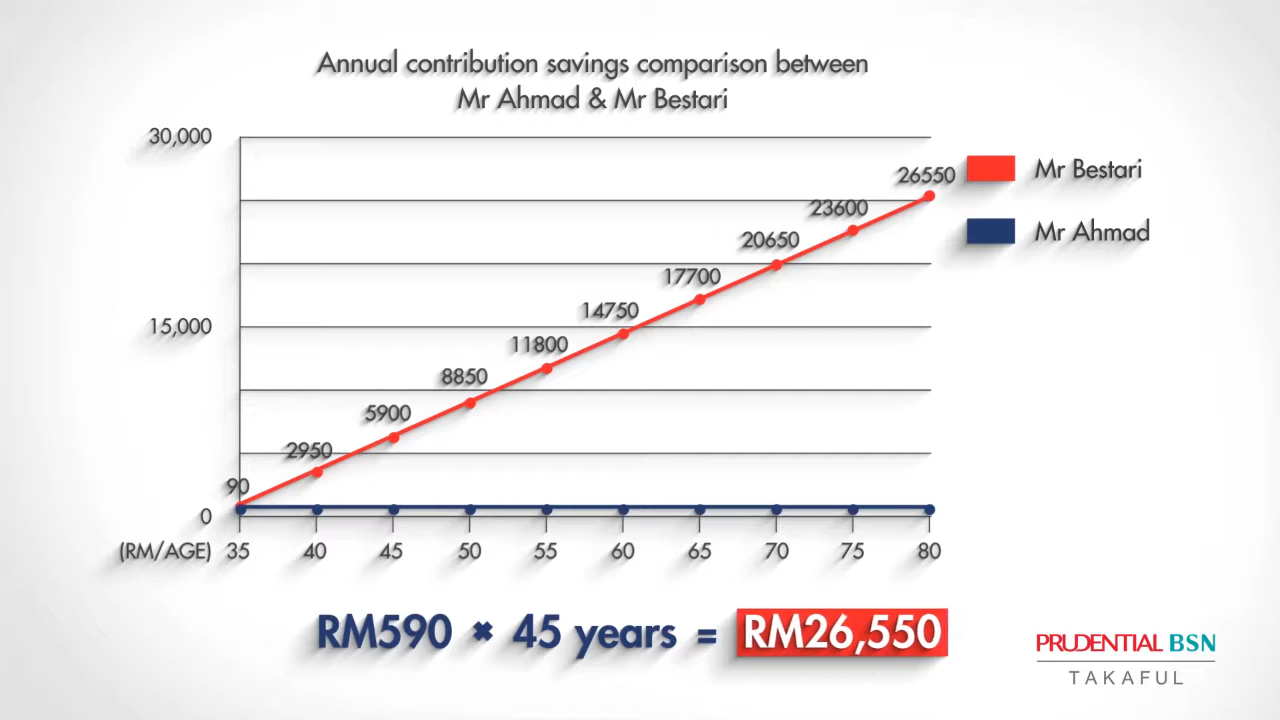 Annual contribution savings comparison between
Mr Ahmad & Mr Bestari
30,000
15,000
0
26550
23600
20650
17700
14750
11800
8850
5900
2950
90
Mr Bestari
Mr Ahmad
(RM/AGE) 35 40 45 50 55 60 65 70 75 80
RM590 × 45 years = RM26,550
PRUDENTIAL BSN
TAKAFUL